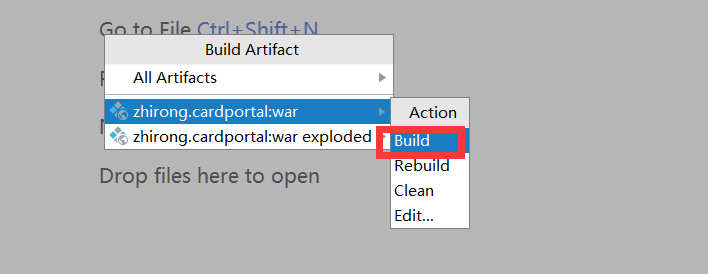 Go to File Ctrl+Shift+N
Build Artifact
All Artifacts
zhirong.cardportal:war
zhirong.cardportal:war exploded
Action
Build
Rebuild
Clean
Edit...
Drop files here to open